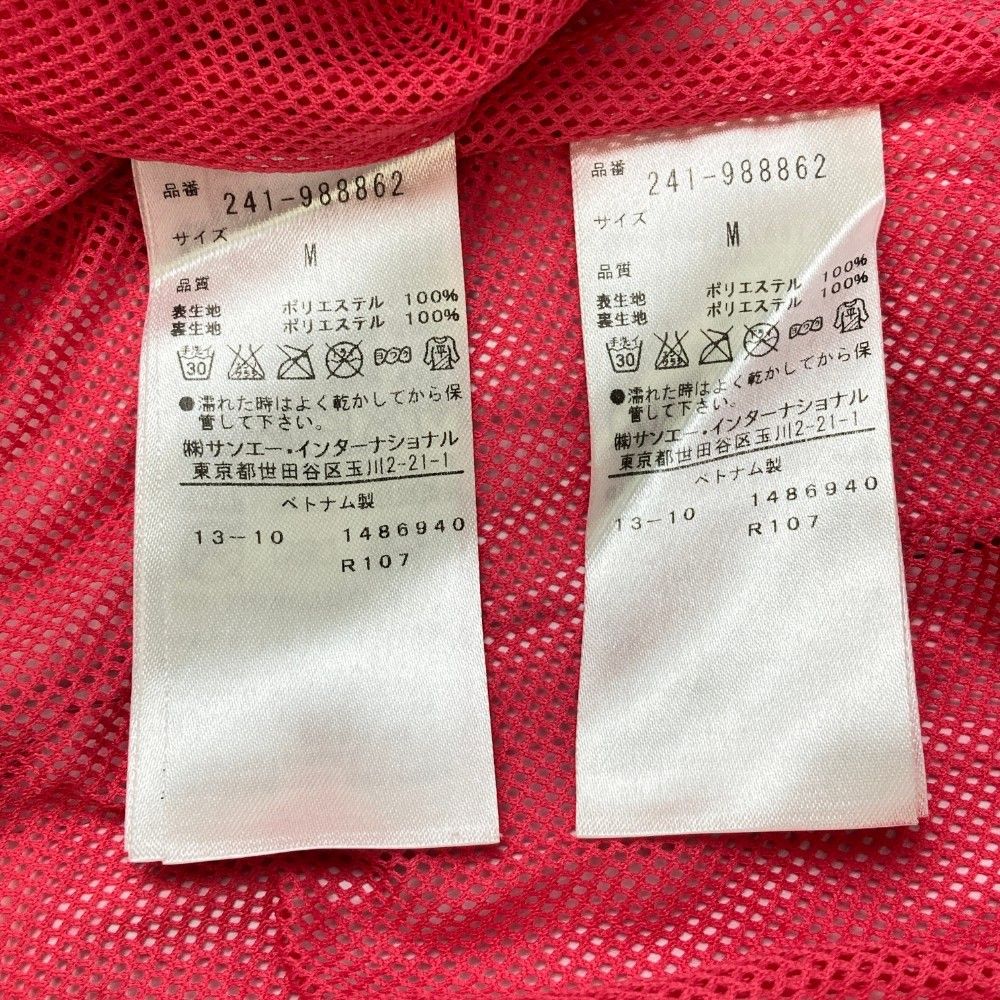 品番 241-988862
サイズ M
品質
表生地 ポリエステル 100%
裏生地 ポリエステル 100%
手洗イ 30
●濡れた時はよく乾かしてから保
管して下さい。
㈱サンエー・インターナショナル
東京都世田谷区玉川2-21-1
ベトナム製
13-10 1486940
R107
品番 241-988862
サイズ M
品質
表生地 ポリエステル 100%
裏生地 ポリエステル 100%
手洗イ 30 平
●濡れた時はよく乾かしてから保
管して下さい。
㈱サンエー・インターナショナル
東京都世田谷区玉川2-21-1
ベトナム製
13-10 1486940
R107